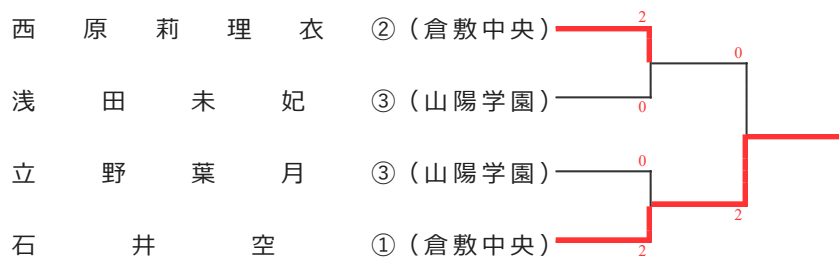 西原莉理衣 ②（倉敷中央） 2
0
浅田未妃 ③（山陽学園） 0
立野葉月 ③（山陽学園） 0
2
石井空 ①（倉敷中央） 2